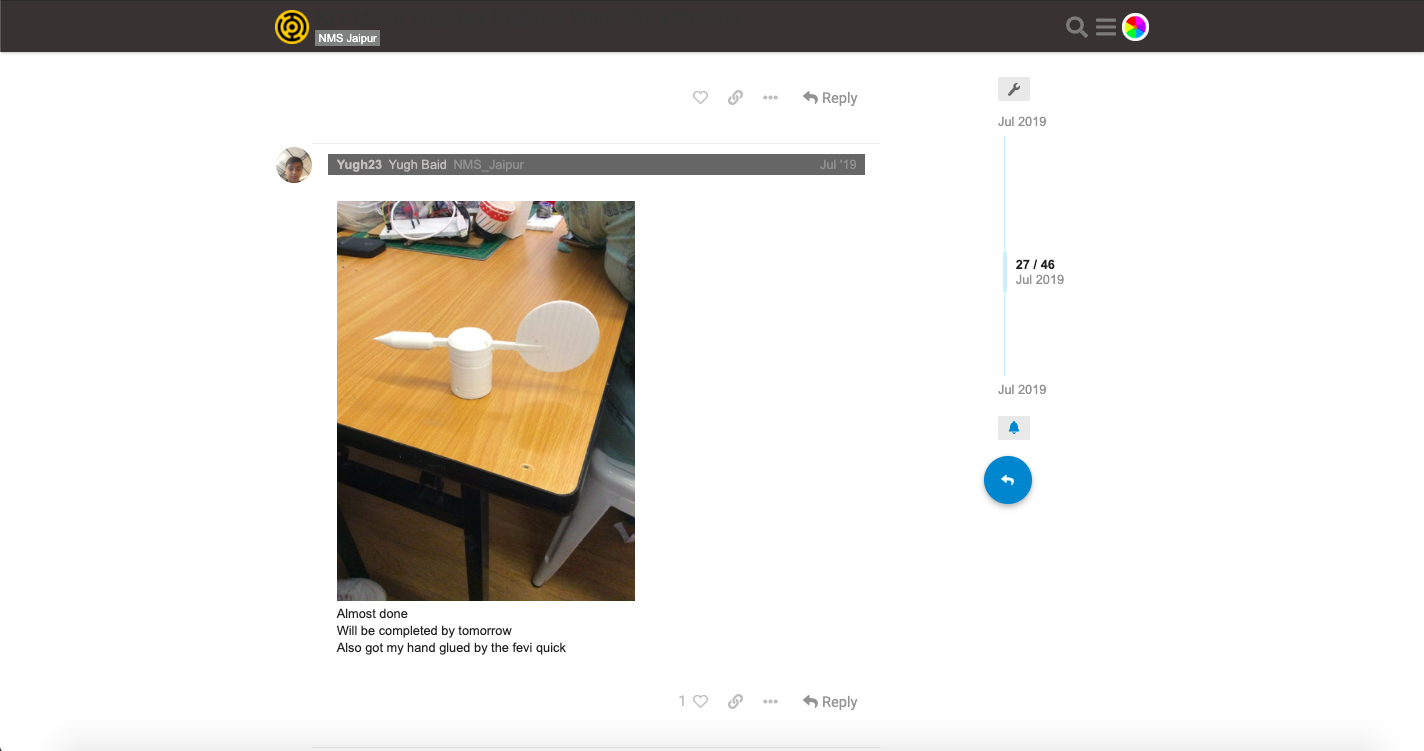 NMS Jaipur
Reply
Jul 2019
Yugh23 Yugh Baid NMS_Jaipur Jul '19
27 / 46
Jul 2019
Jul 2019
Almost done
Will be completed by tomorrow
Also got my hand glued by the fevi quick
1 Reply